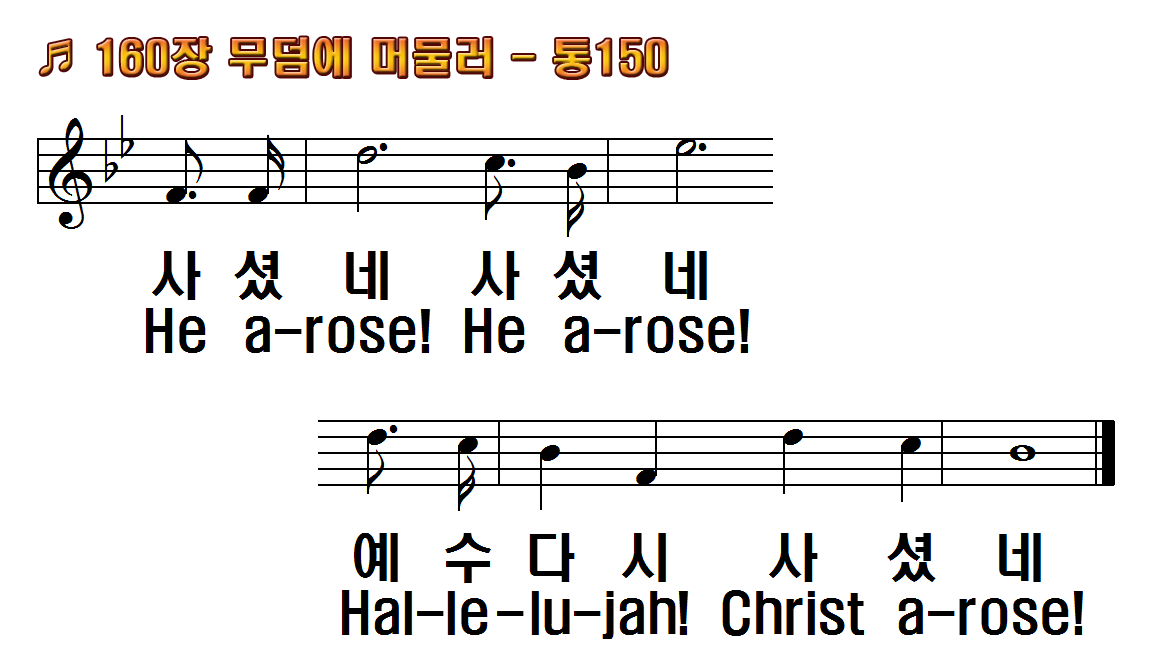 ♬ 160장 무덤에 머물러 - 통150
사 셨 네 사 셨 네
He a-rose! He a-rose!
예 수 다 시 사 셨 네
Hal-le-lu-jah! Christ a-rose!